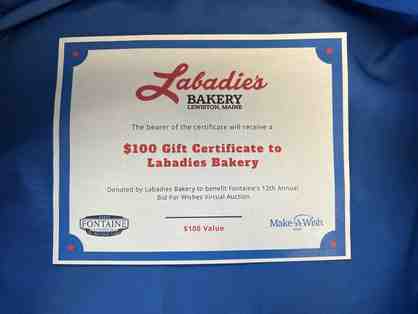 Labadie's
BAKERY
LEWISTON, MAINE
The bearer of the certificate will receive a
$100 Gift Certificate to
Labadies Bakery
Donated by Labadies Bakery to benefit Fontaine's 12th Annual
Bid For Wishes Virtual Auction
$100 Value
FONTAINE
Make-A-Wish